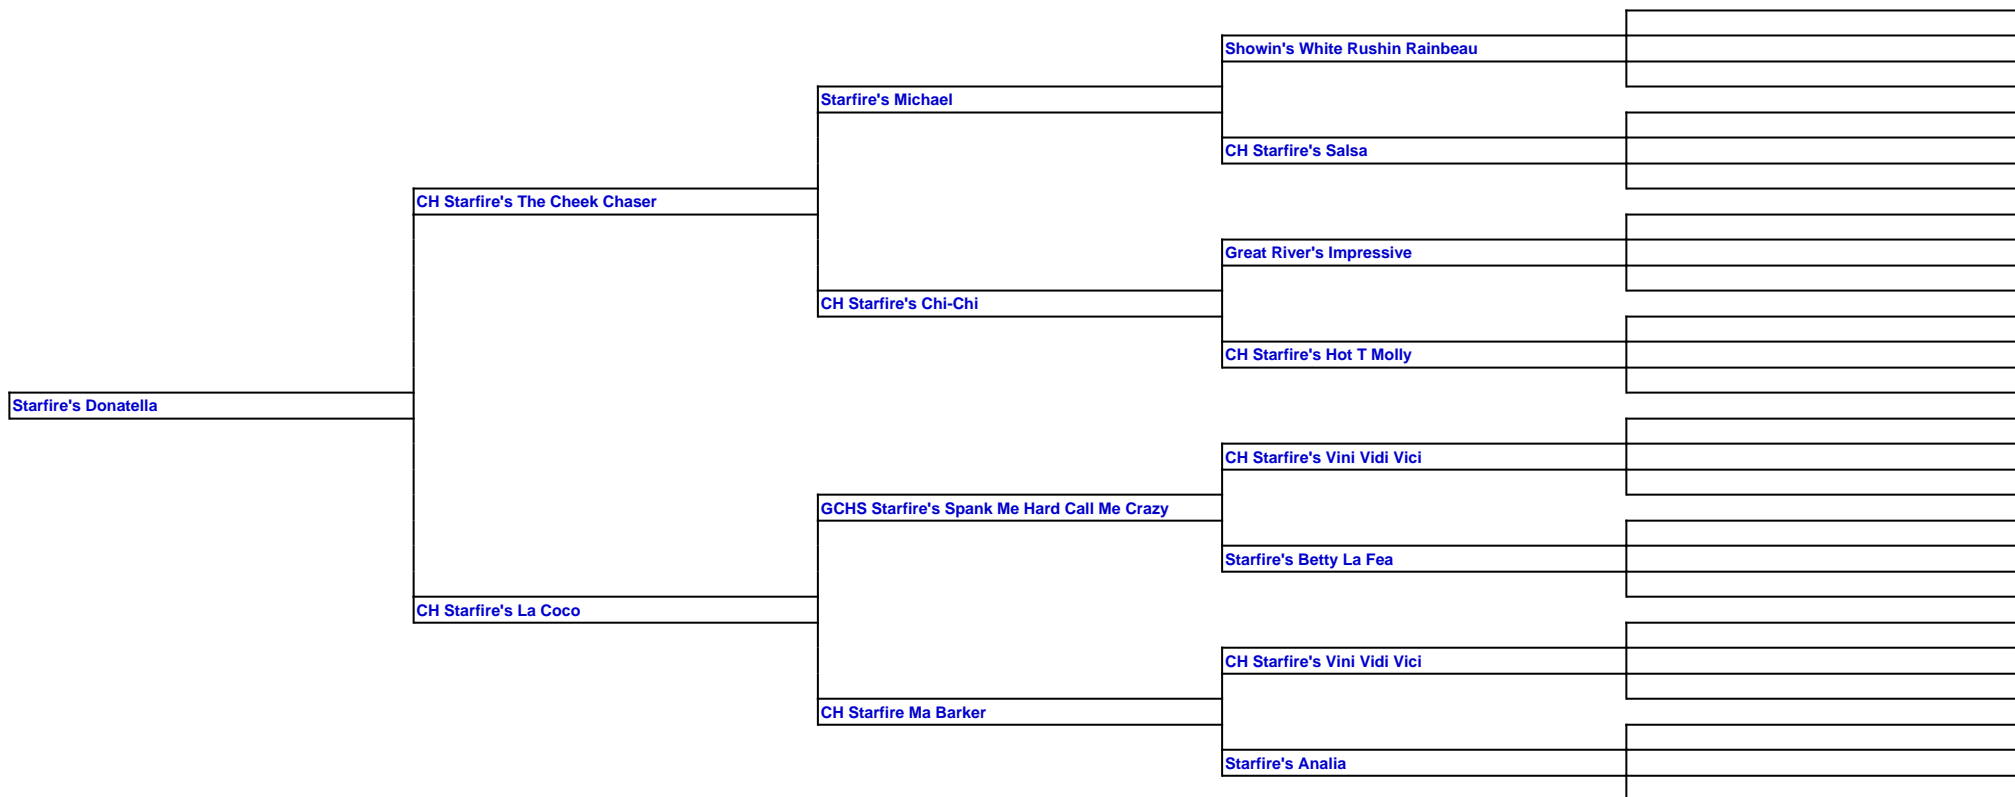 Showin's White Rushin Rainbeau
Starfire's Michael
CH Starfire's Salsa
CH Starfire's The Cheek Chaser
Great River's Impressive
CH Starfire's Chi-Chi
CH Starfire's Hot T Molly
Starfire's Donatella
CH Starfire's Vini Vidi Vici
GCHS Starfire's Spank Me Hard Call Me Crazy
Starfire's Betty La Fea
CH Starfire's La Coco
CH Starfire's Vini Vidi Vici
CH Starfire Ma Barker
Starfire's Analia